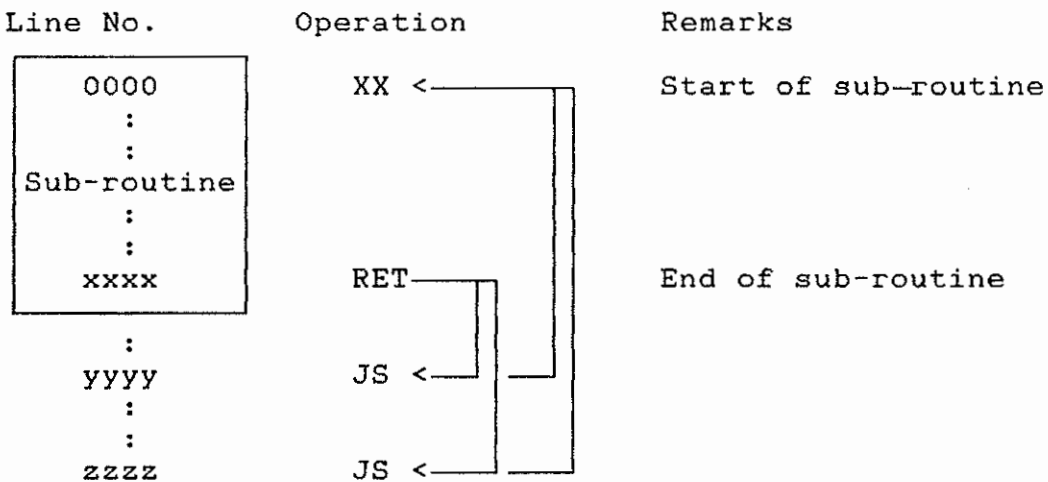 Line No. Operation Remarks
0000 XX < Start of sub-routine
:
:
Sub-routine
:
:
xxxx RET End of sub-routine
:
yyyy JS <
:
:
zzzz JS <